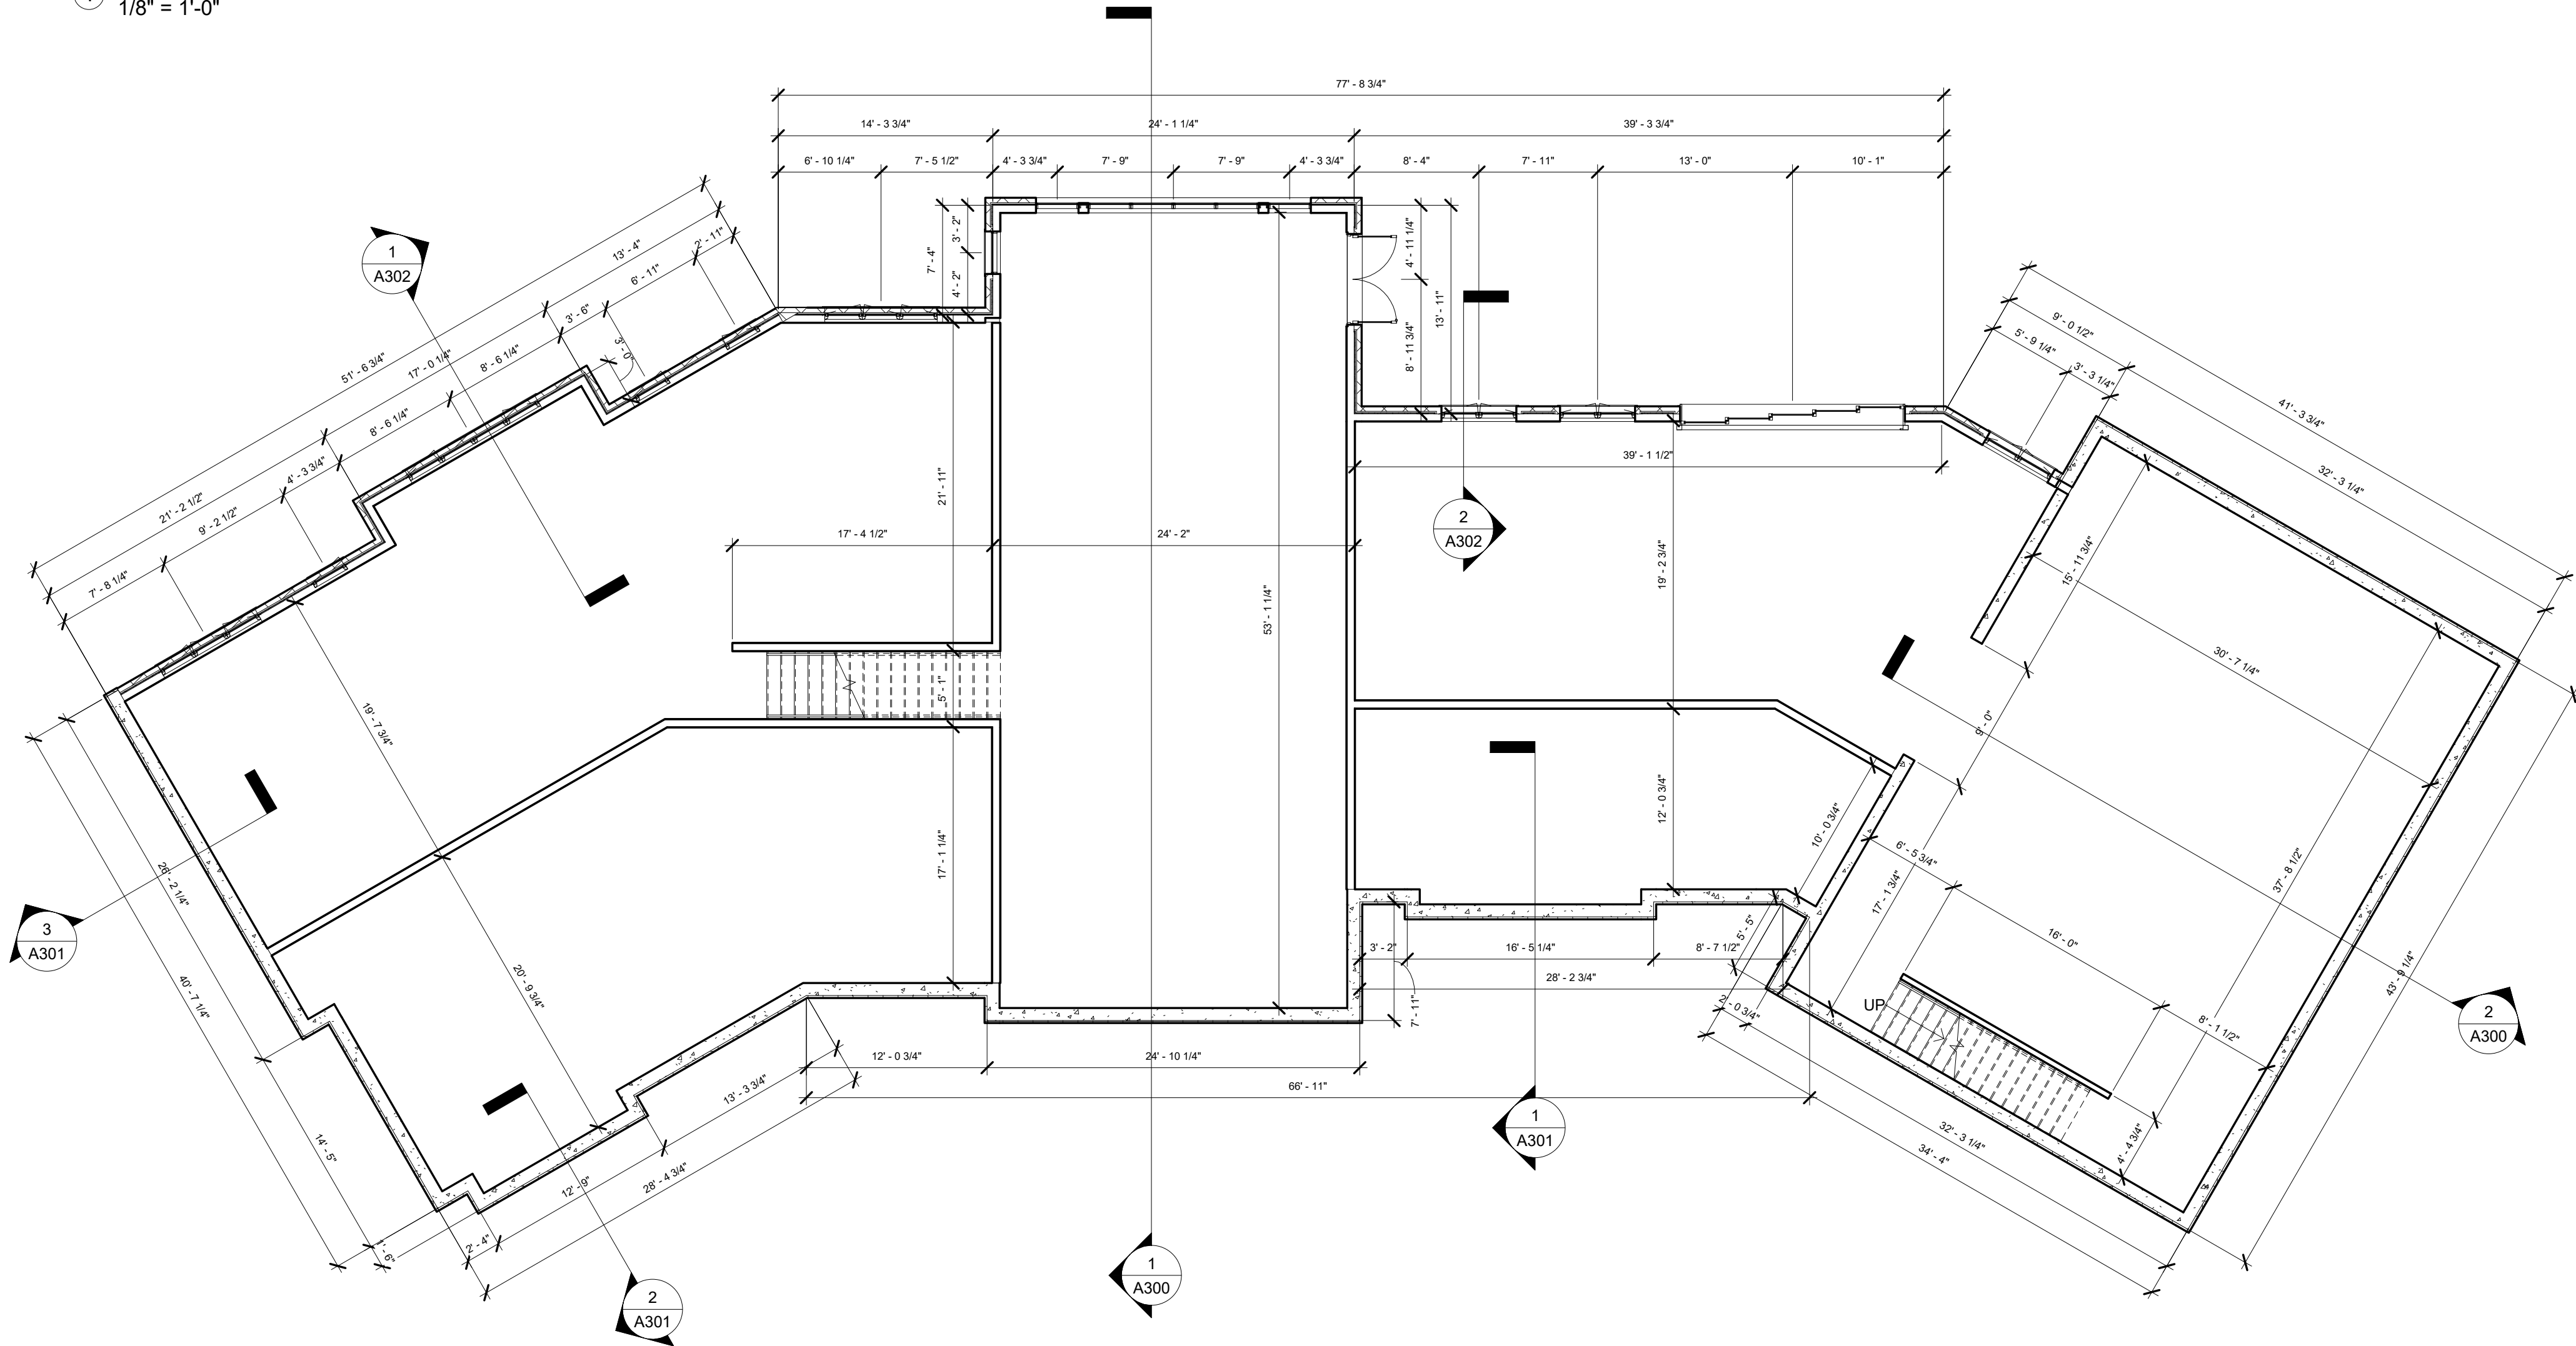 1/8" = 1'-0"
77' - 8 3/4"
14' - 3 3/4"
24' - 1 1/4"
39' - 3 3/4"
6' - 10 1/4"
7' - 5 1/2"
4' - 3 3/4"
7' - 9"
7' - 9"
4' - 3 3/4"
8' - 4"
7' - 11"
13' - 0"
10' - 1"
1
A302
51' - 6 3/4"
13' - 4"
17' - 0 1/4"
21' - 2 1/2"
2' - 11"
6' - 11"
3' - 6"
3' - 0"
8' - 6 1/4"
8' - 6 1/4"
4' - 3 3/4"
9' - 2 1/2"
7' - 8 1/4"
7' - 4"
3' - 2"
4' - 2"
4' - 11 1/4"
8' - 11 3/4"
13' - 11"
9' - 0 1/2"
5' - 9 1/4"
3' - 3 1/4"
41' - 3 3/4"
32' - 3 1/4"
39' - 1 1/2"
21' - 11"
17' - 4 1/2"
24' - 2"
2
A302
19' - 2 3/4"
15' - 11 3/4"
53' - 1 1/4"
30' - 7 1/4"
5' - 1"
19' - 7 3/4"
9' - 0"
12' - 0 3/4"
10' - 0 3/4"
6' - 5 3/4"
17' - 1 1/4"
17' - 1 3/4"
37' - 8 1/2"
26' - 2 1/4"
3
A301
40' - 7 1/4"
20' - 9 3/4"
3' - 2"
16' - 5 1/4"
8' - 7 1/2"
5' - 5"
28' - 2 3/4"
7' - 11"
2' - 0 3/4"
16' - 0"
UP
8' - 1 1/2"
43' - 9 1/4"
2
A300
12' - 0 3/4"
24' - 10 1/4"
66' - 11"
13' - 3 3/4"
14' - 5"
12' - 9"
28' - 4 3/4"
1
A301
32' - 3 1/4"
34' - 4"
4' - 4 3/4"
2' - 4"
1' - 6"
1
A300
2
A301